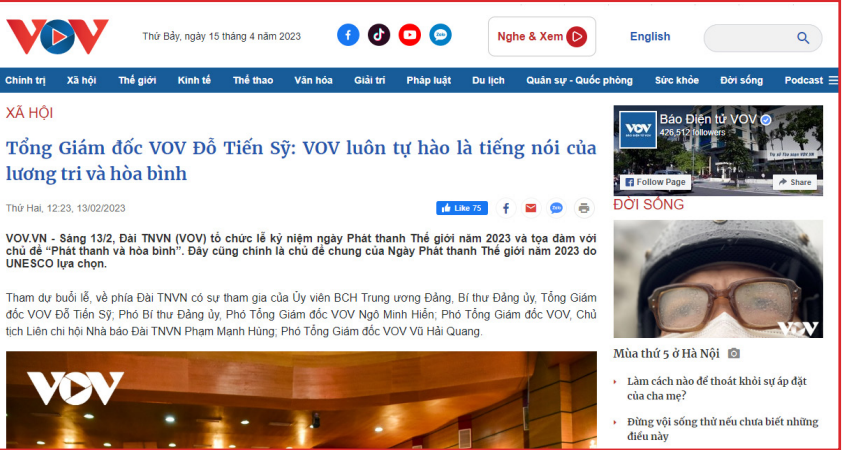 VOV
Thứ Bảy, ngày 15 tháng 4 năm 2023
Zalo
Nghe & Xem
English
Chính trị Xã hội Thế giới Kinh tế Thể thao Văn hóa Giải trí Pháp luật Du lịch Quân sự - Quốc phòng Sức khỏe Đời sống Podcast
XÃ HỘI
Tổng Giám đốc VOV Đỗ Tiến Sỹ: VOV luôn tự hào là tiếng nói của
lương tri và hòa bình
Thứ Hai, 12:23, 13/02/2023
Like 75
Zalo
VOV.VN - Sáng 13/2, Đài TNVN (VOV) tổ chức lễ kỷ niệm ngày Phát thanh Thế giới năm 2023 và tọa đàm với
chủ đề “Phát thanh và hòa bình”. Đây cũng chính là chủ đề chung của Ngày Phát thanh Thế giới năm 2023 do
UNESCO lựa chọn.
Tham dự buổi lễ, về phía Đài TNVN có sự tham gia của Ủy viên BCH Trung ương Đảng, Bí thư Đảng ủy, Tổng Giám
đốc VOV Đỗ Tiến Sỹ; Phó Bí thư Đảng ủy, Phó Tổng Giám đốc VOV Ngô Minh Hiển; Phó Tổng Giám đốc VOV, Chủ
tịch Liên chi hội Nhà báo Đài TNVN Phạm Mạnh Hùng; Phó Tổng Giám đốc VOV Vũ Hải Quang.
VOV
VOV
Báo Điện tử VOV
426,512 followers
Follow Page
Share
ĐỜI SỐNG
VOV
Mùa thứ 5 ở Hà Nội
Làm cách nào để thoát khỏi sự áp đặt
của cha mẹ?
Đừng vội sống thử nếu chưa biết những
điều này